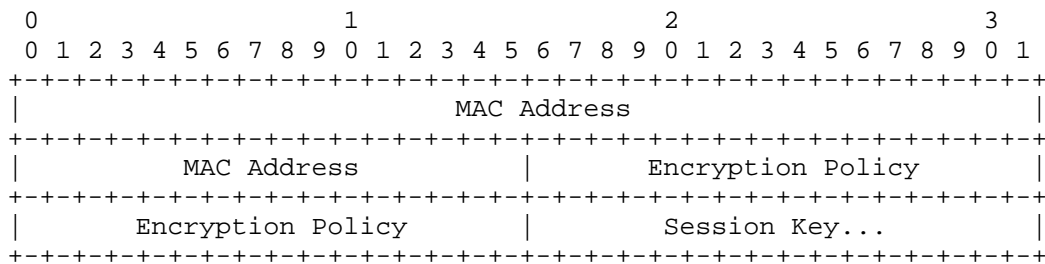 0                   1                   2                   3
 0 1 2 3 4 5 6 7 8 9 0 1 2 3 4 5 6 7 8 9 0 1 2 3 4 5 6 7 8 9 0 1
+-+-+-+-+-+-+-+-+-+-+-+-+-+-+-+-+-+-+-+-+-+-+-+-+-+-+-+-+-+-+-+-+
|                           MAC Address                         |
+-+-+-+-+-+-+-+-+-+-+-+-+-+-+-+-+-+-+-+-+-+-+-+-+-+-+-+-+-+-+-+-+
|          MAC Address          |       Encryption Policy       |
+-+-+-+-+-+-+-+-+-+-+-+-+-+-+-+-+-+-+-+-+-+-+-+-+-+-+-+-+-+-+-+-+
|       Encryption Policy       |        Session Key...         |
+-+-+-+-+-+-+-+-+-+-+-+-+-+-+-+-+-+-+-+-+-+-+-+-+-+-+-+-+-+-+-+-+